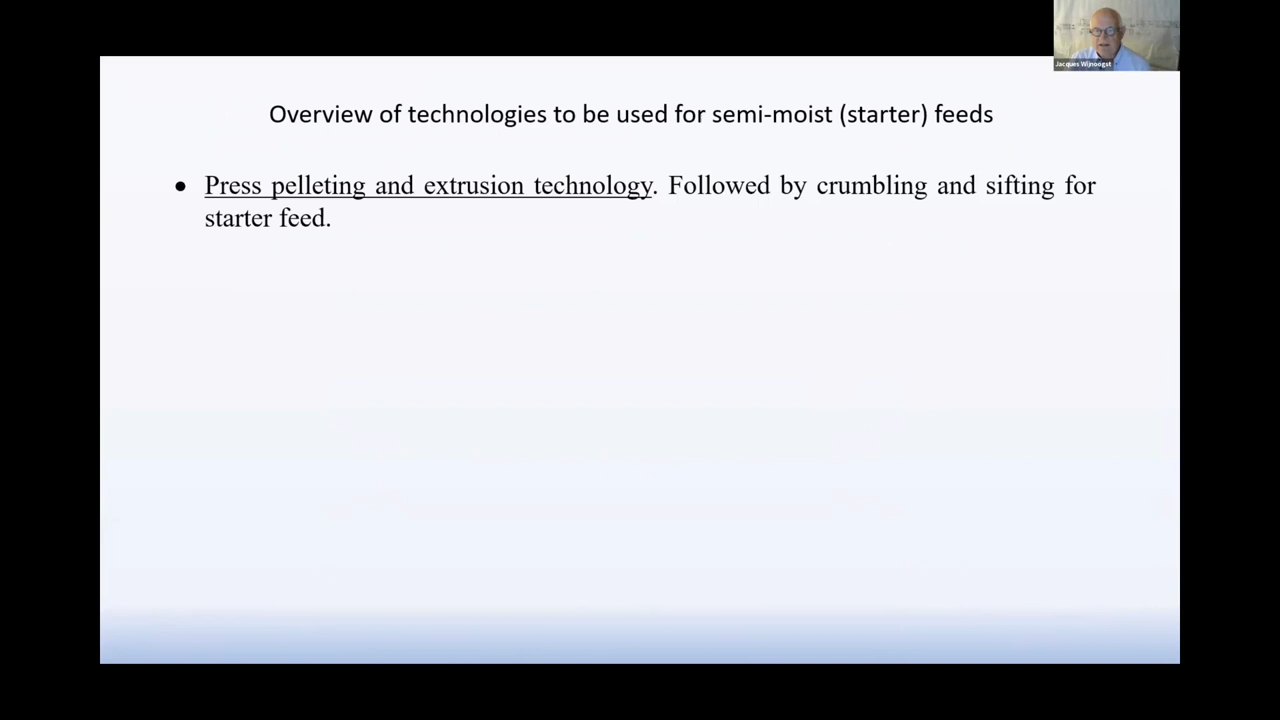 Jacques Wijnoogst
Overview of technologies to be used for semi-moist (starter) feeds
• Press pelleting and extrusion technology. Followed by crumbling and sifting for
starter feed.